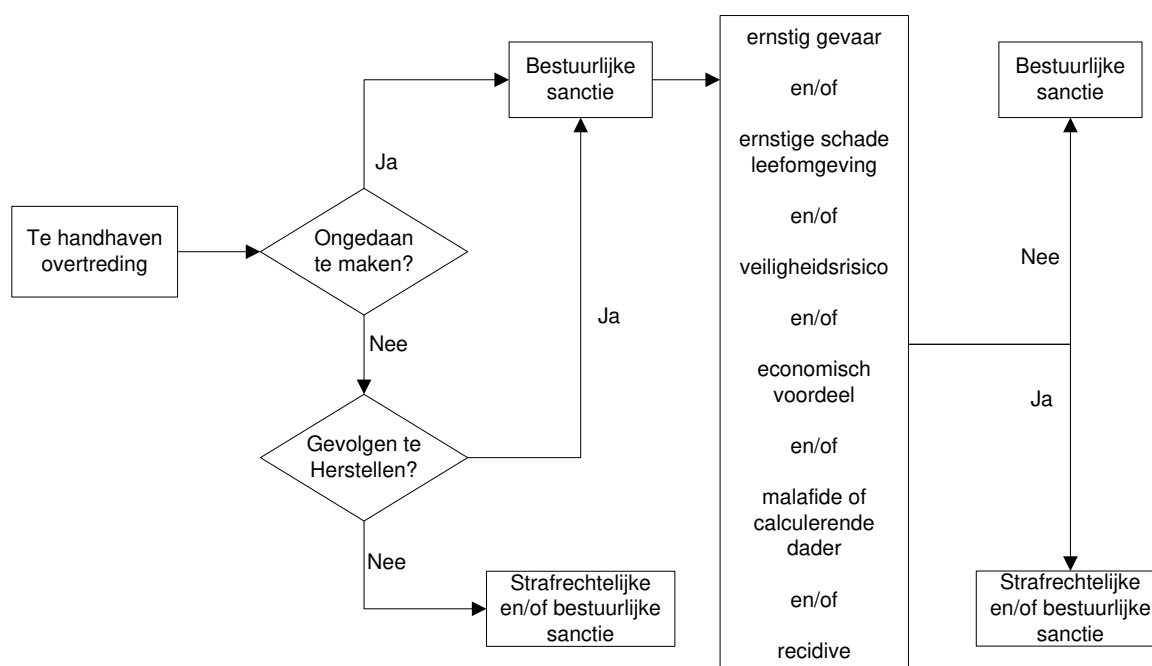 Te handhaven
overtreding
Ongedaan
te maken?
Ja
Nee
Gevolgen te
Herstellen?
Ja
Nee
Bestuurlijke
sanctie
Strafrechtelijke
en/of bestuurlijke
sanctie
ernstig gevaar
en/of
ernstige schade
leefomgeving
en/of
veiligheidsrisico
en/of
economisch
voordeel
en/of
malafide of
calculerende
dader
en/of
recidive
Nee
Bestuurlijke
sanctie
Ja
Strafrechtelijke
en/of bestuurlijke
sanctie